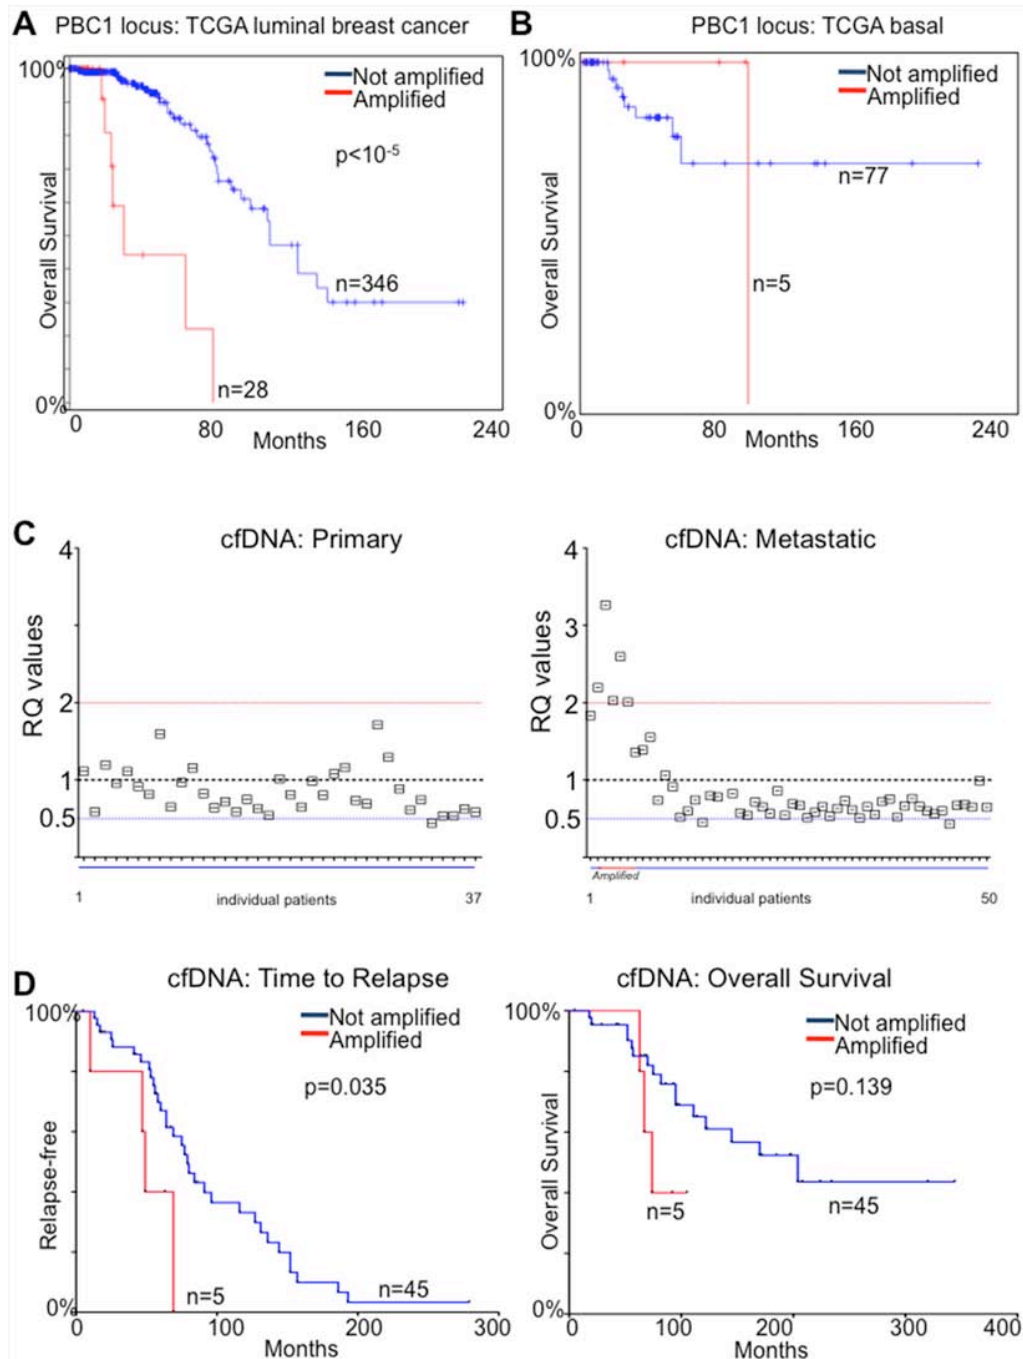 A PBC1 locus: TCGA luminal breast cancer
100%
Not amplified
Amplified
p<10-5
Overall Survival
n=346
n=28
0%
0 80 160 240
Months
B PBC1 locus: TCGA basal
100%
Not amplified
Amplified
Overall Survival
n=77
n=5
0%
0 80 160 240
Months
C cfDNA: Primary
4
RQ values
2
1
0.5
1 individual patients 37
cfDNA: Metastatic
4
3
RQ values
2
1
0.5
Amplified
1 individual patients 50
D cfDNA: Time to Relapse
100%
Not amplified
Amplified
p=0.035
Relapse-free
n=5
n=45
0%
0 100 200 300
Months
cfDNA: Overall Survival
100%
Not amplified
Amplified
p=0.139
Overall Survival
n=5
n=45
0%
0 100 200 300 400
Months